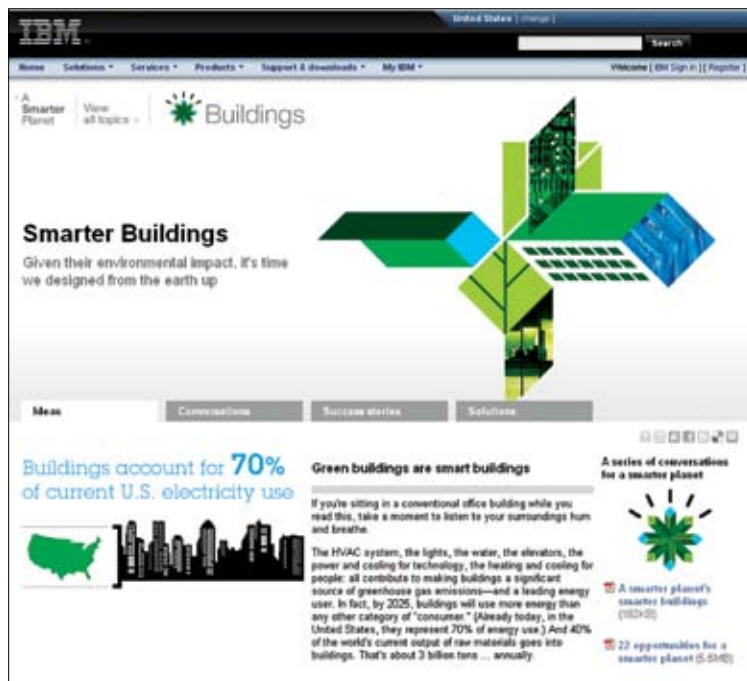 United States [ change ]
IBM.
Search
Home Solutions Services Products Support & downloads My IBM Welcome [ IBM Sign in ] [ Register ]
A
Smarter
Planet
View
all topics
Buildings
Smarter Buildings
Given their environmental impact, it's time
we designed from the earth up
Ideas Conversations Success stories Solutions
Buildings account for 70%
of current U.S. electricity use
Green buildings are smart buildings
If you're sitting in a conventional office building while you
read this, take a moment to listen to your surroundings hum
and breathe.
The HVAC system, the lights, the water, the elevators, the
power and cooling for technology, the heating and cooling for
people: all contribute to making buildings a significant
source of greenhouse gas emissions—and a leading energy
user. In fact, by 2025, buildings will use more energy than
any other category of "consumer." (Already today, in the
United States, they represent 70% of energy use.) And 40%
of the world's current output of raw materials goes into
buildings. That's about 3 billion tons ... annually.
A series of conversations
for a smarter planet
A smarter planet's
smarter buildings
(182KB)
22 opportunities for a
smarter planet (5.5MB)